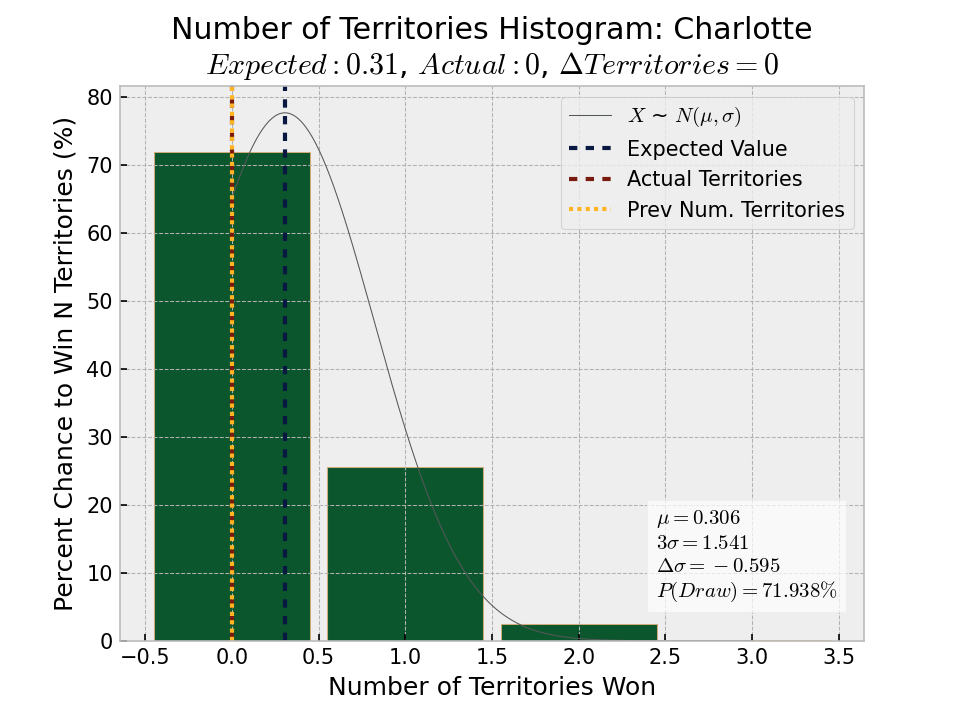 Number of Territories Histogram: Charlotte
Expected : 0.31, Actual : 0, ΔTerritories = 0
Percent Chance to Win N Territories (%)
80
70
60
50
40
30
20
10
0
X ∼ N(μ, σ)
Expected Value
Actual Territories
Prev Num. Territories
μ = 0.306
3σ = 1.541
Δσ = −0.595
P(Draw) = 71.938%
−0.5 0.0 0.5 1.0 1.5 2.0 2.5 3.0 3.5
Number of Territories Won